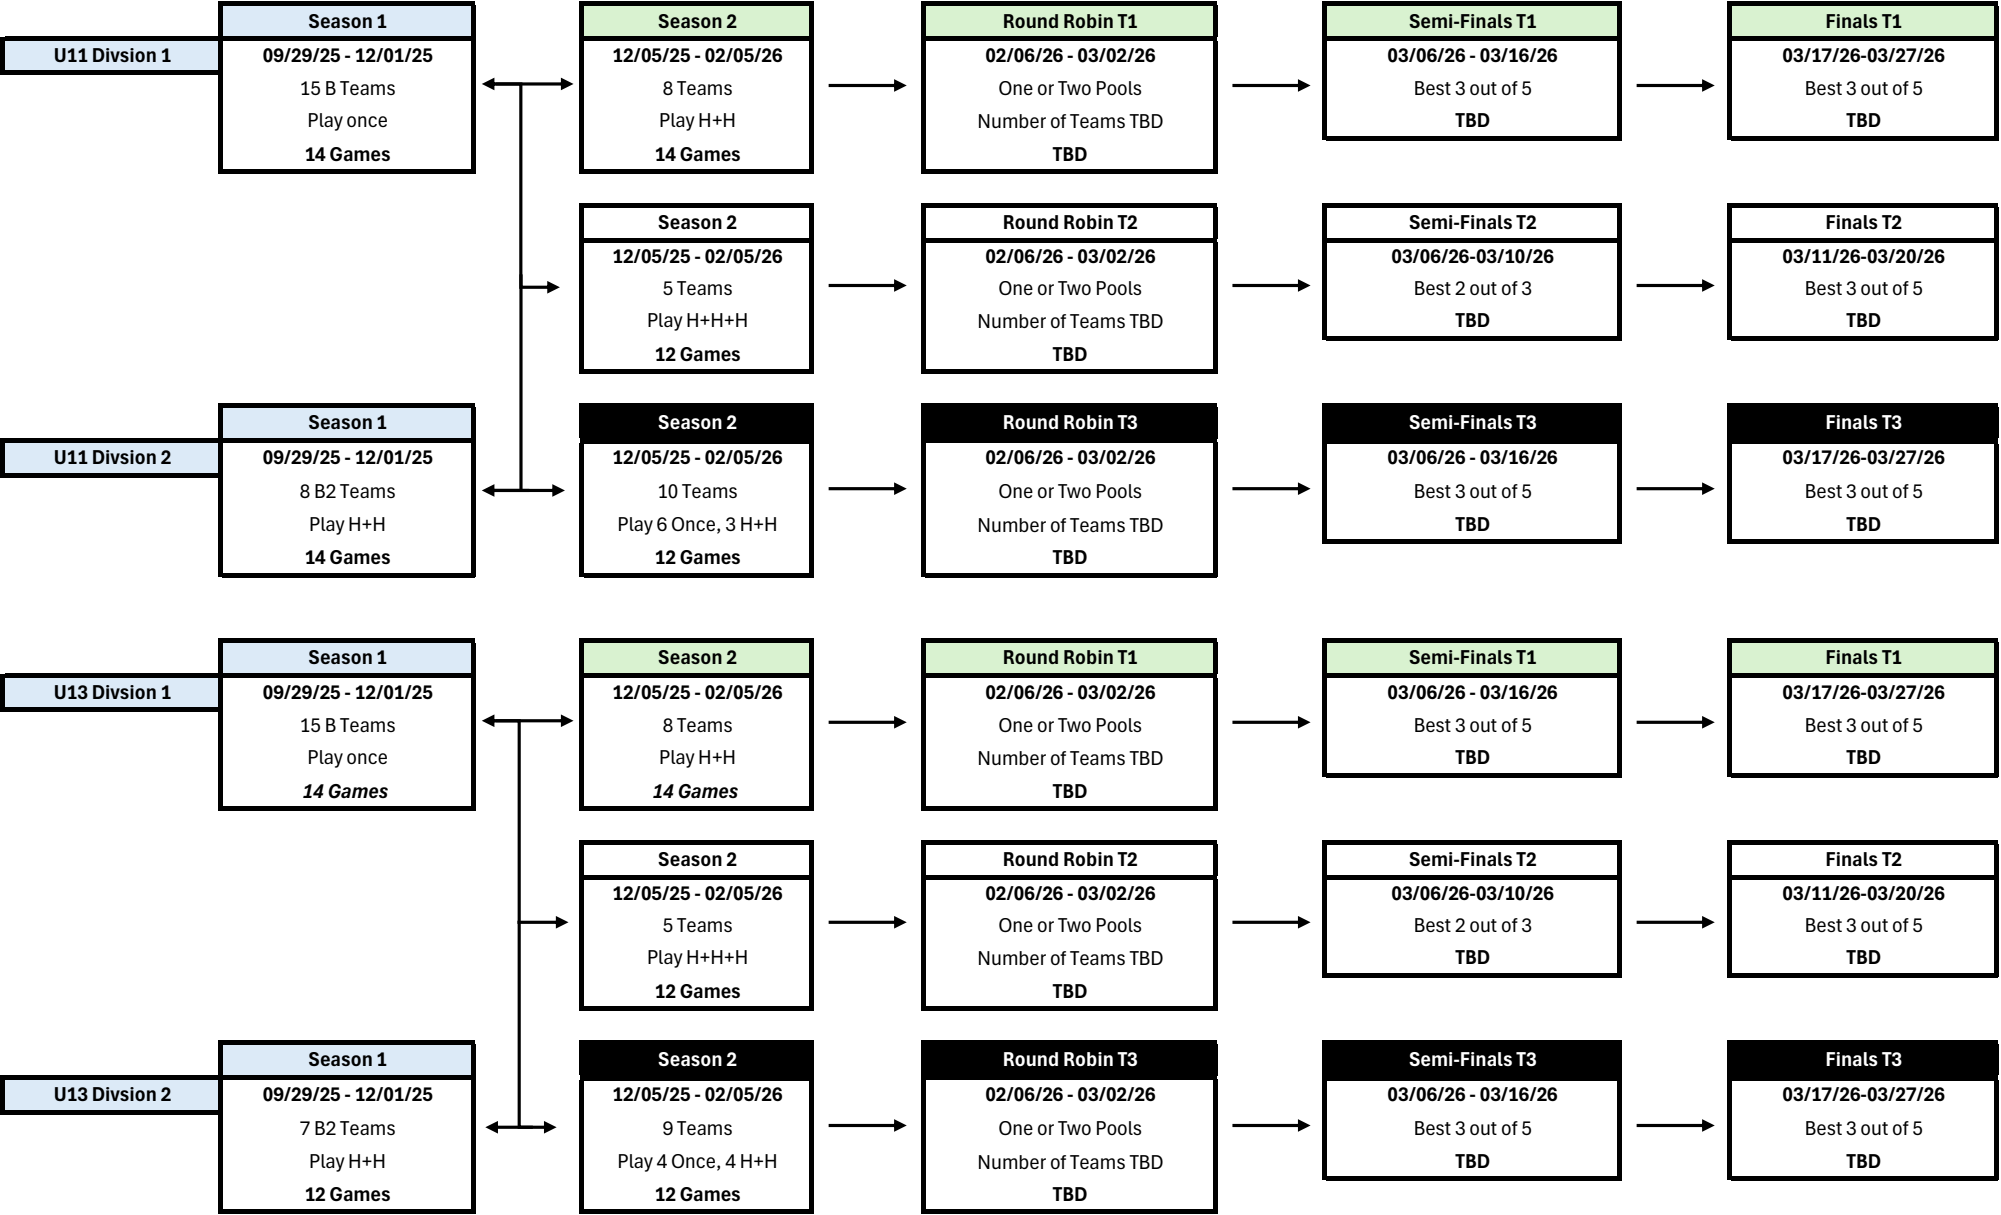 Season 1
Season 2
Round Robin T1
Semi-Finals T1
Finals T1
U11 Divsion 1
09/29/25 - 12/01/25
12/05/25 - 02/05/26
02/06/26 - 03/02/26
03/06/26 - 03/16/26
03/17/26-03/27/26
15 B Teams
8 Teams
One or Two Pools
Best 3 out of 5
Best 3 out of 5
Play once
Play H+H
Number of Teams TBD
TBD
TBD
14 Games
14 Games
TBD
Season 2
Round Robin T2
Semi-Finals T2
Finals T2
12/05/25 - 02/05/26
02/06/26 - 03/02/26
03/06/26-03/10/26
03/11/26-03/20/26
5 Teams
One or Two Pools
Best 2 out of 3
Best 3 out of 5
Play H+H+H
Number of Teams TBD
TBD
TBD
12 Games
TBD
Season 1
Season 2
Round Robin T3
Semi-Finals T3
Finals T3
U11 Divsion 2
09/29/25 - 12/01/25
12/05/25 - 02/05/26
02/06/26 - 03/02/26
03/06/26 - 03/16/26
03/17/26-03/27/26
8 B2 Teams
10 Teams
One or Two Pools
Best 3 out of 5
Best 3 out of 5
Play H+H
Play 6 Once, 3 H+H
Number of Teams TBD
TBD
TBD
14 Games
12 Games
TBD
Season 1
Season 2
Round Robin T1
Semi-Finals T1
Finals T1
U13 Divsion 1
09/29/25 - 12/01/25
12/05/25 - 02/05/26
02/06/26 - 03/02/26
03/06/26 - 03/16/26
03/17/26-03/27/26
15 B Teams
8 Teams
One or Two Pools
Best 3 out of 5
Best 3 out of 5
Play once
Play H+H
Number of Teams TBD
TBD
TBD
14 Games
14 Games
TBD
Season 2
Round Robin T2
Semi-Finals T2
Finals T2
12/05/25 - 02/05/26
02/06/26 - 03/02/26
03/06/26-03/10/26
03/11/26-03/20/26
5 Teams
One or Two Pools
Best 2 out of 3
Best 3 out of 5
Play H+H+H
Number of Teams TBD
TBD
TBD
12 Games
TBD
Season 1
Season 2
Round Robin T3
Semi-Finals T3
Finals T3
U13 Divsion 2
09/29/25 - 12/01/25
12/05/25 - 02/05/26
02/06/26 - 03/02/26
03/06/26 - 03/16/26
03/17/26-03/27/26
7 B2 Teams
9 Teams
One or Two Pools
Best 3 out of 5
Best 3 out of 5
Play H+H
Play 4 Once, 4 H+H
Number of Teams TBD
TBD
TBD
12 Games
12 Games
TBD